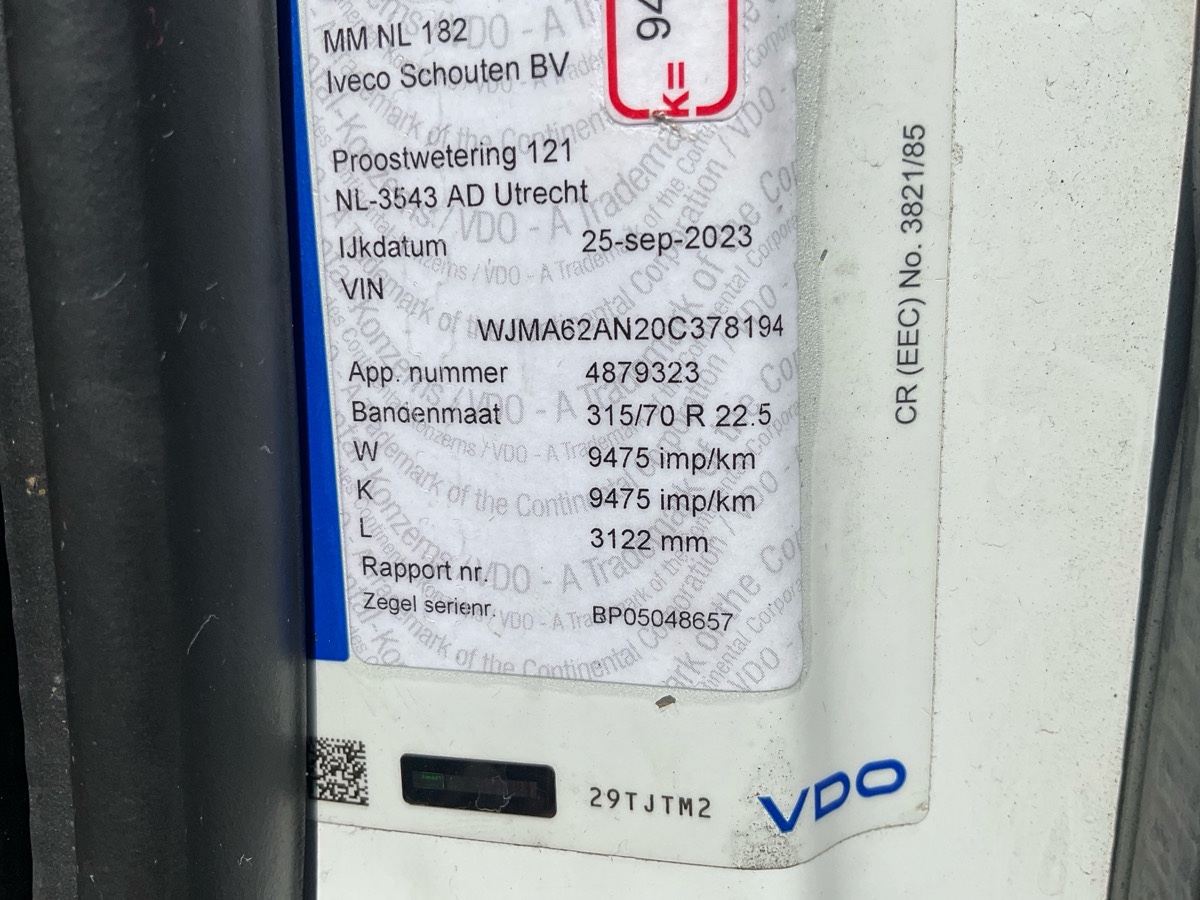 MM NL 182
Iveco Schouten BV
k= 94
Proostwetering 121
NL-3543 AD Utrecht
IJkdatum 25-sep-2023
VIN
WJMA62AN20C378194
App. nummer 4879323
Bandenmaat 315/70 R 22.5
W 9475 imp/km
K 9475 imp/km
L 3122 mm
Rapport nr.
Zegel serienr. BP05048657
29TJTM2
VDO
CR (EEC) No. 3821/85